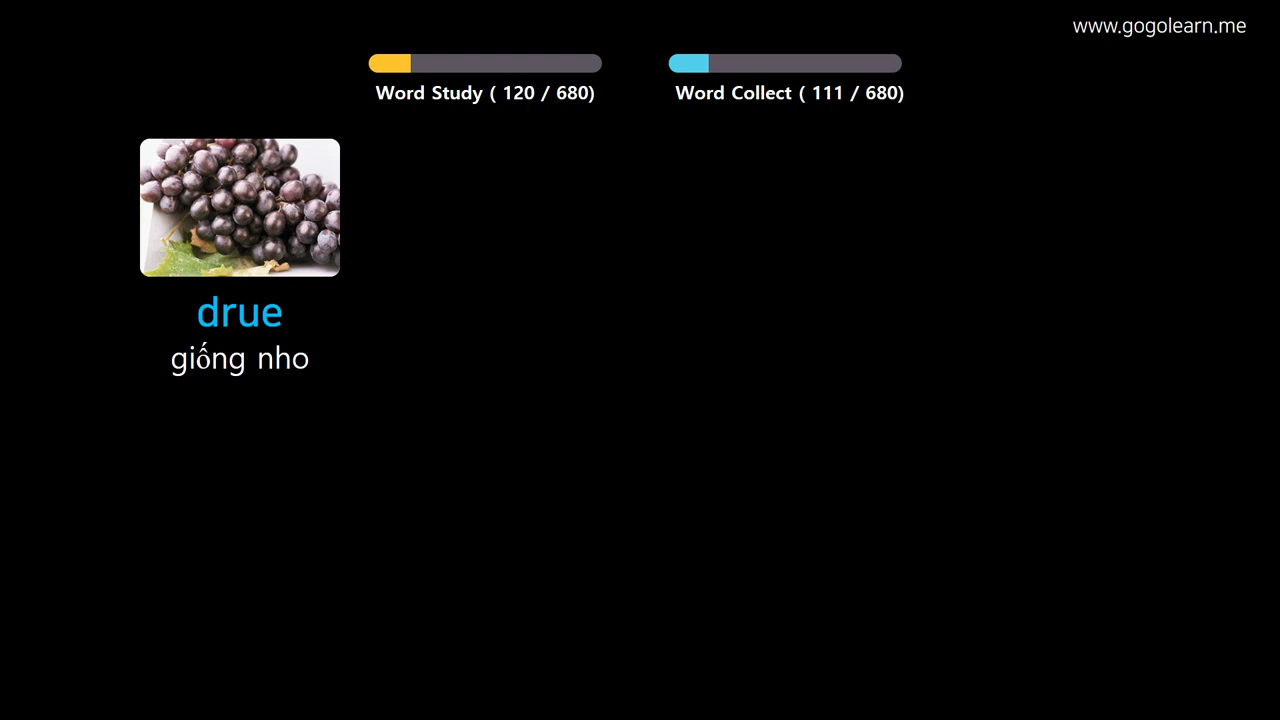 www.gogolearn.me
Word Study ( 120 / 680)
Word Collect ( 111 / 680)
drue
giống nho